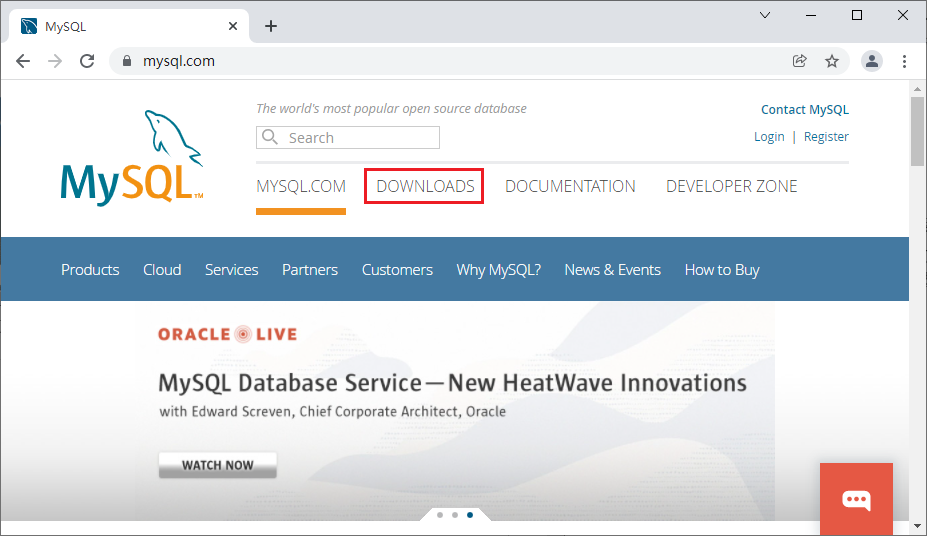 MySQL
mysql.com
The world's most popular open source database
Contact MySQL
Search
Login | Register
MySQL™
MYSQL.COM DOWNLOADS DOCUMENTATION DEVELOPER ZONE
Products Cloud Services Partners Customers Why MySQL? News & Events How to Buy
ORACLE LIVE
MySQL Database Service—New HeatWave Innovations
with Edward Screven, Chief Corporate Architect, Oracle
WATCH NOW